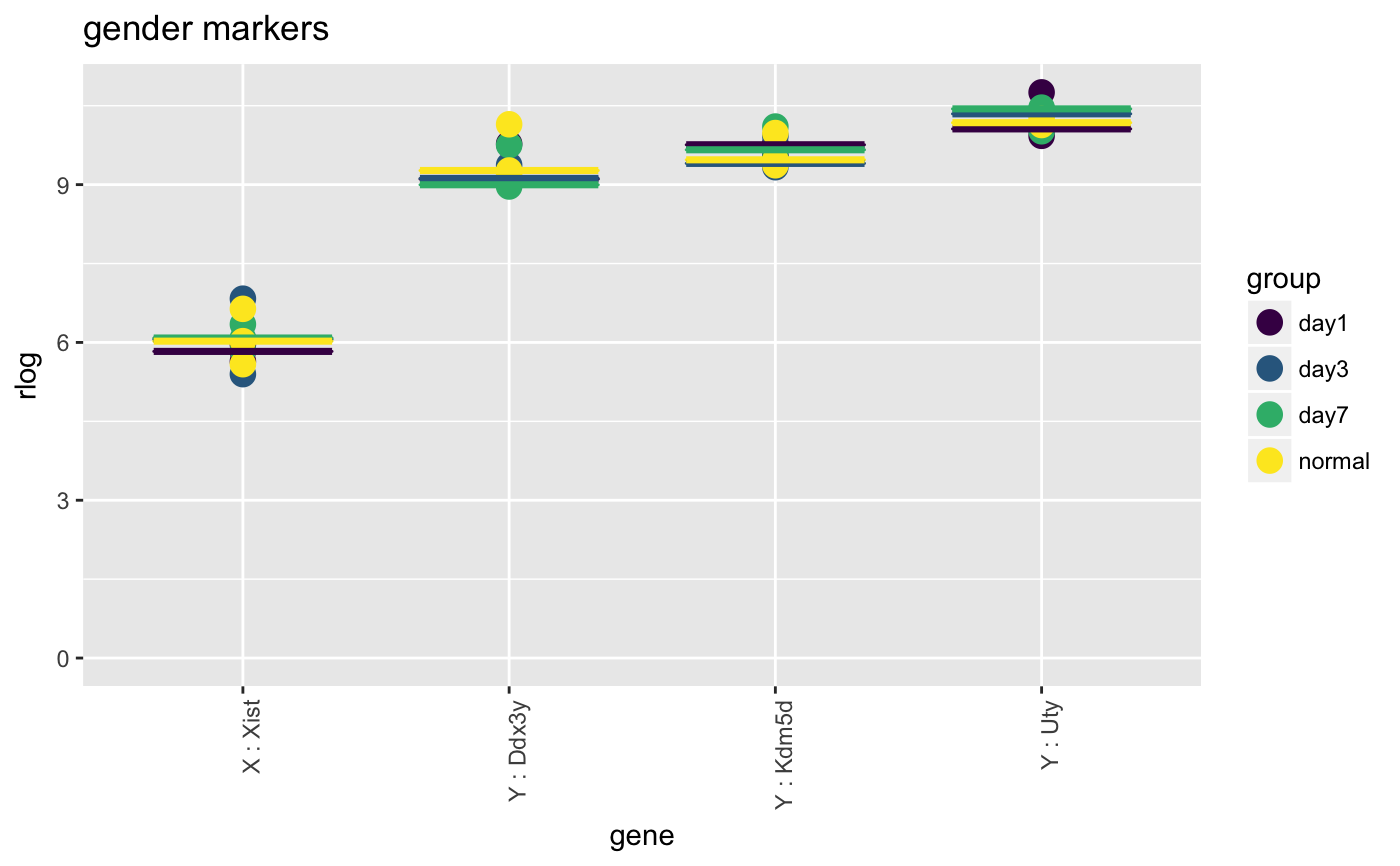 gender markers
rlog
9
6
3
0
X : Xist
Y : Ddx3y
Y : Kdm5d
Y : Uty
gene
group
day1
day3
day7
normal